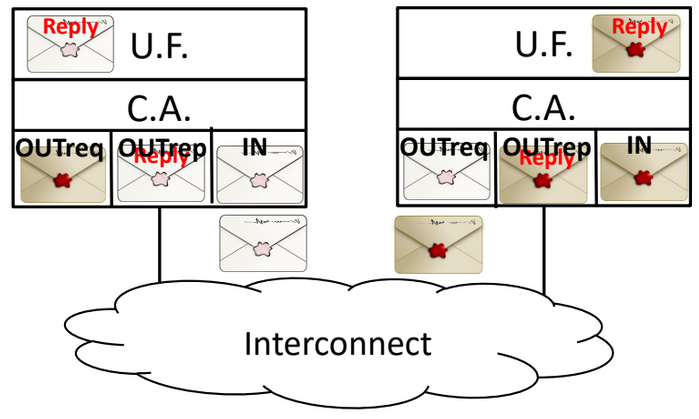 Reply
U.F.
C.A.
OUTreq OUTrep IN
Reply
U.F.
Reply
C.A.
OUTreq OUTrep IN
Reply
Interconnect